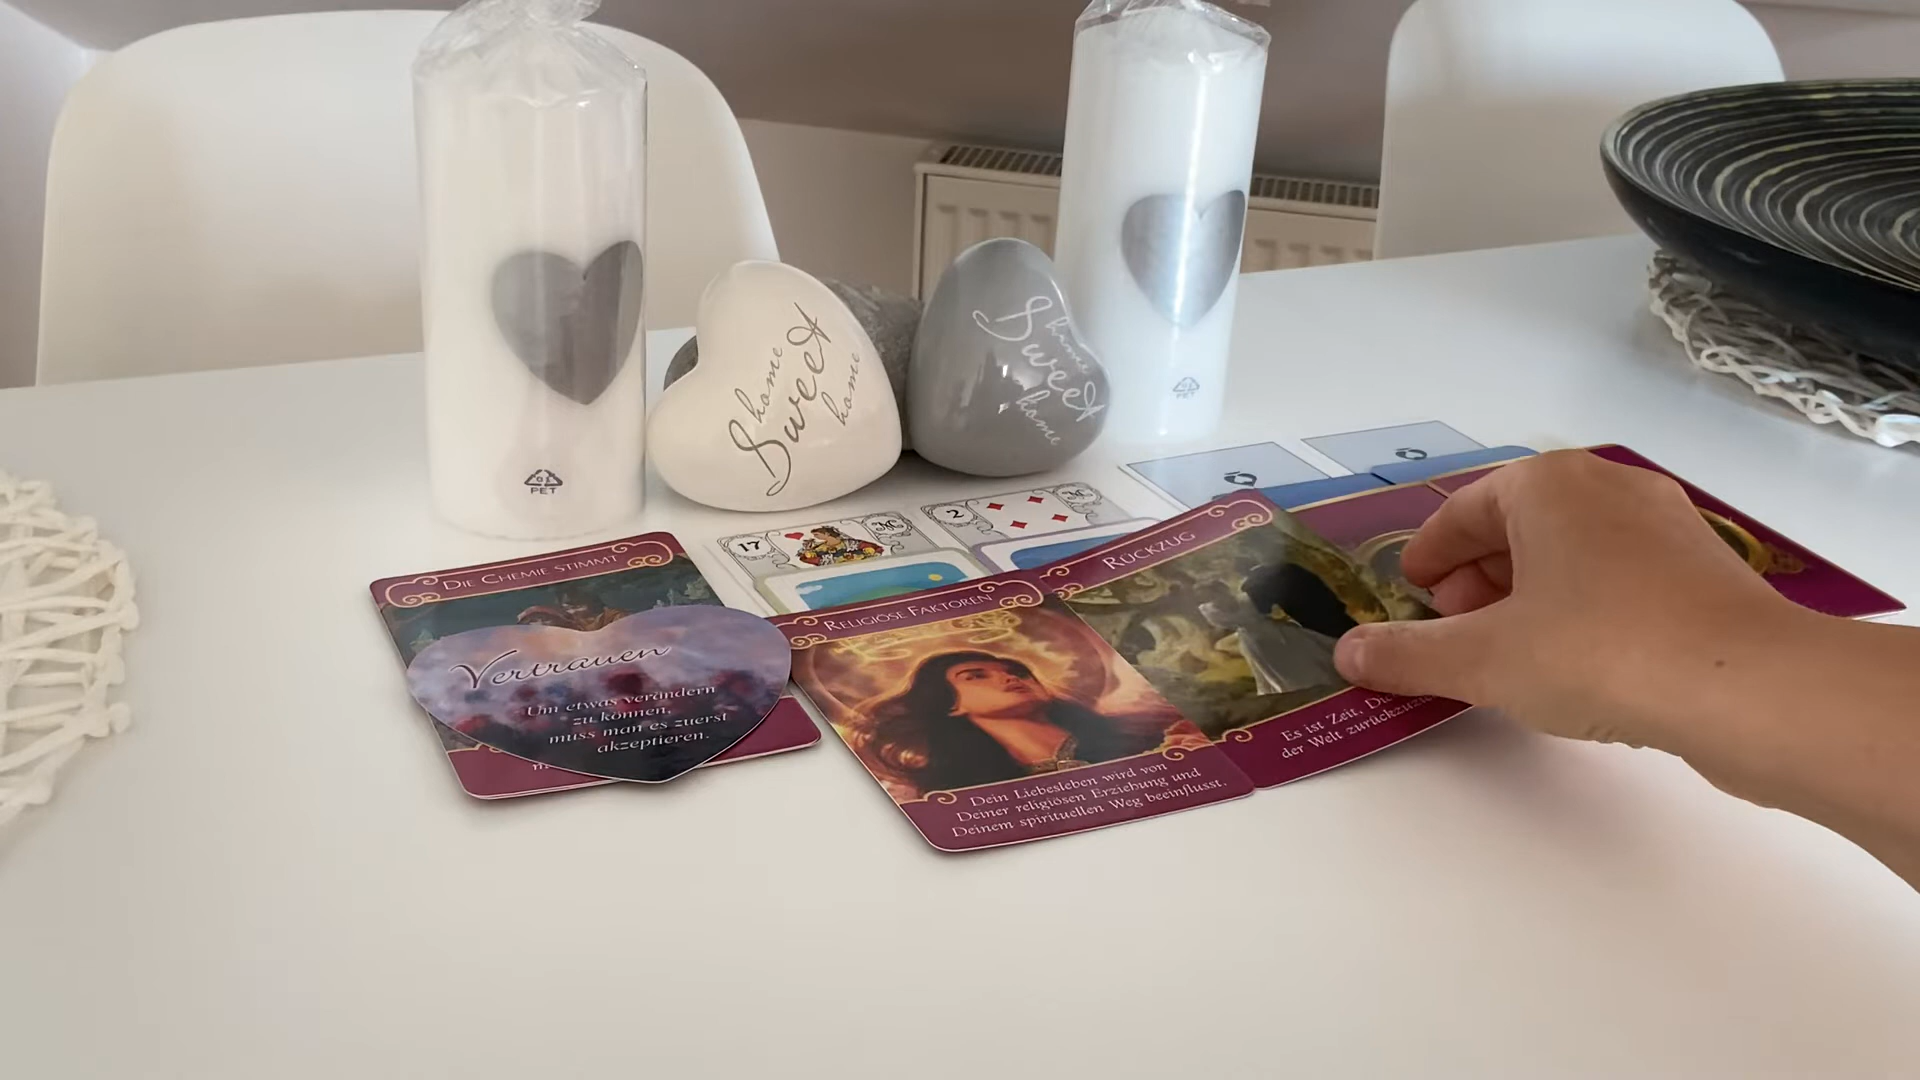 home
Sweet
home
home
Sweet
home
01
PET
01
PET
17
2
DIE CHEMIE STIMMT
Vertrauen
Um etwas verändern
zu können,
muss man es zuerst
akzeptieren.
RELIGIÖSE FAKTOREN
Dein Liebesleben wird von
Deiner religiösen Erziehung und
Deinem spirituellen Weg beeinflusst.
RÜCKZUG
Es ist Zeit,
der Welt